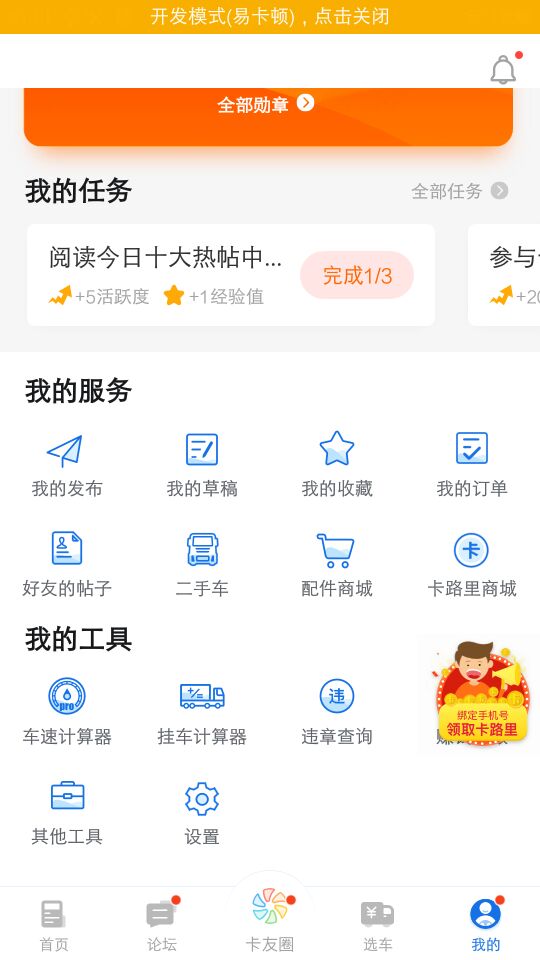 开发模式(易卡顿)，点击关闭
全部勋章
我的任务
全部任务
阅读今日十大热帖中...
+5活跃度
+1经验值
完成1/3
参与
+20
我的服务
我的发布
我的草稿
我的收藏
我的订单
好友的帖子
二手车
配件商城
卡
卡路里商城
我的工具
pro
车速计算器
挂车计算器
违
违章查询
绑定手机号
领取卡路里
其他工具
设置
首页
论坛
卡友圈
选车
我的